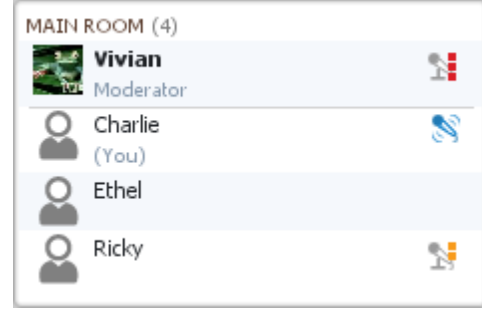 MAIN ROOM (4)
Vivian
Moderator
Charlie
(You)
Ethel
Ricky